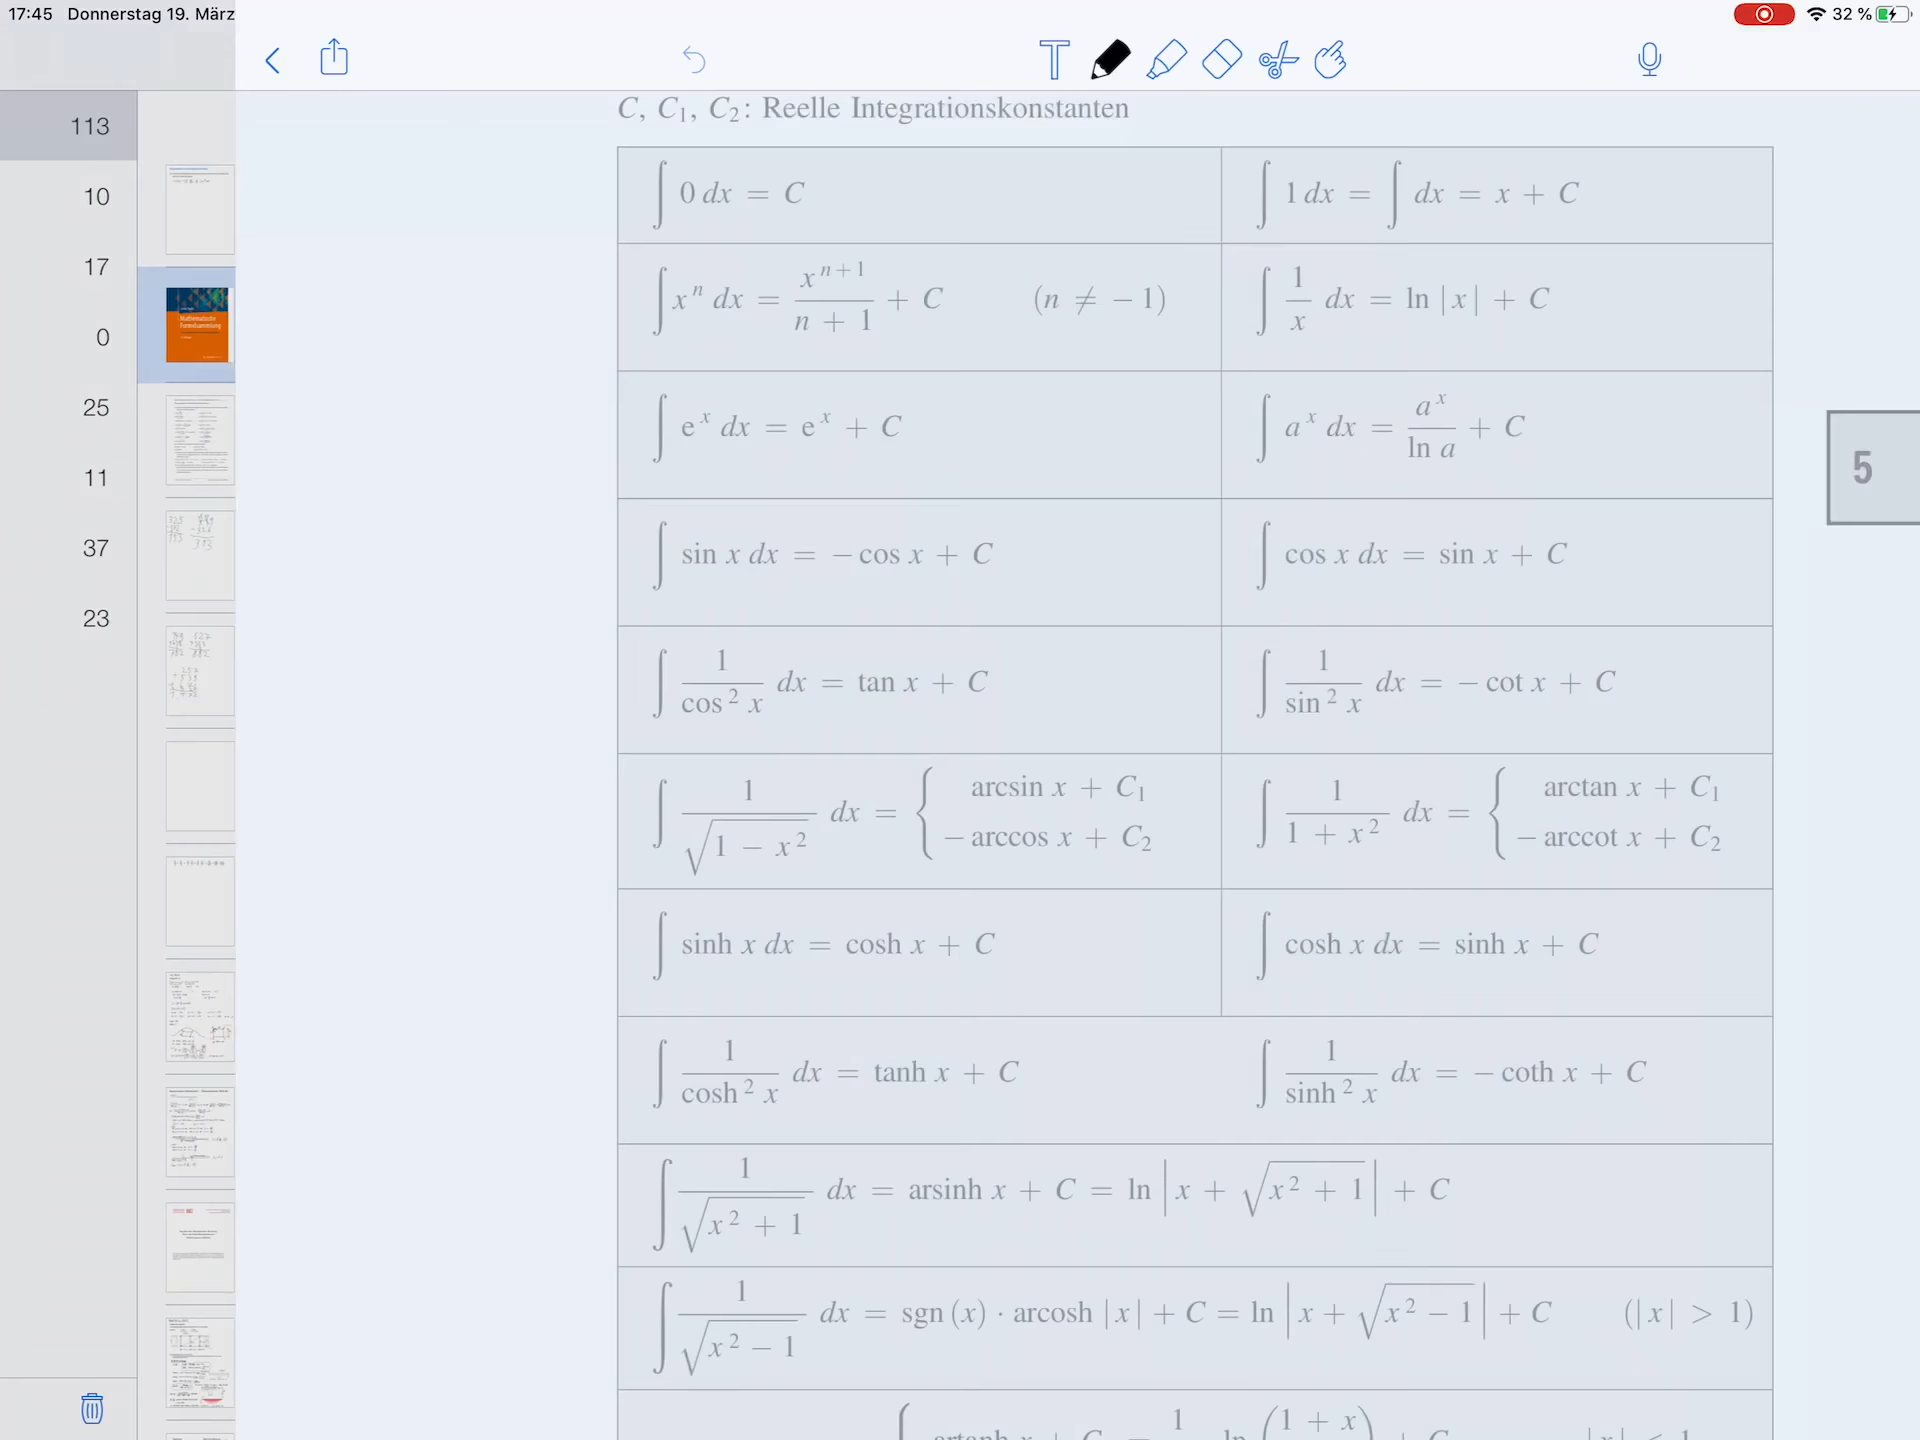 17:45 Donnerstag 19. März
32 %
113
10
17
0
25
11
37
23
Mathematische
Formelsammlung
C, C₁, C₂: Reelle Integrationskonstanten
∫ 0 dx = C
∫ 1 dx = ∫ dx = x + C
∫ xⁿ dx = xⁿ⁺¹/(n + 1) + C (n ≠ −1)
∫ 1/x dx = ln |x| + C
∫ eˣ dx = eˣ + C
∫ aˣ dx = aˣ/ln a + C
5
∫ sin x dx = − cos x + C
∫ cos x dx = sin x + C
∫ 1/cos² x dx = tan x + C
∫ 1/sin² x dx = − cot x + C
∫ 1/√(1 − x²) dx = { arcsin x + C₁
− arccos x + C₂
∫ 1/(1 + x²) dx = { arctan x + C₁
− arccot x + C₂
∫ sinh x dx = cosh x + C
∫ cosh x dx = sinh x + C
∫ 1/cosh² x dx = tanh x + C
∫ 1/sinh² x dx = − coth x + C
∫ 1/√(x² + 1) dx = arsinh x + C = ln |x + √(x² + 1)| + C
∫ 1/√(x² − 1) dx = sgn (x) · arcosh |x| + C = ln |x + √(x² − 1)| + C (|x| > 1)